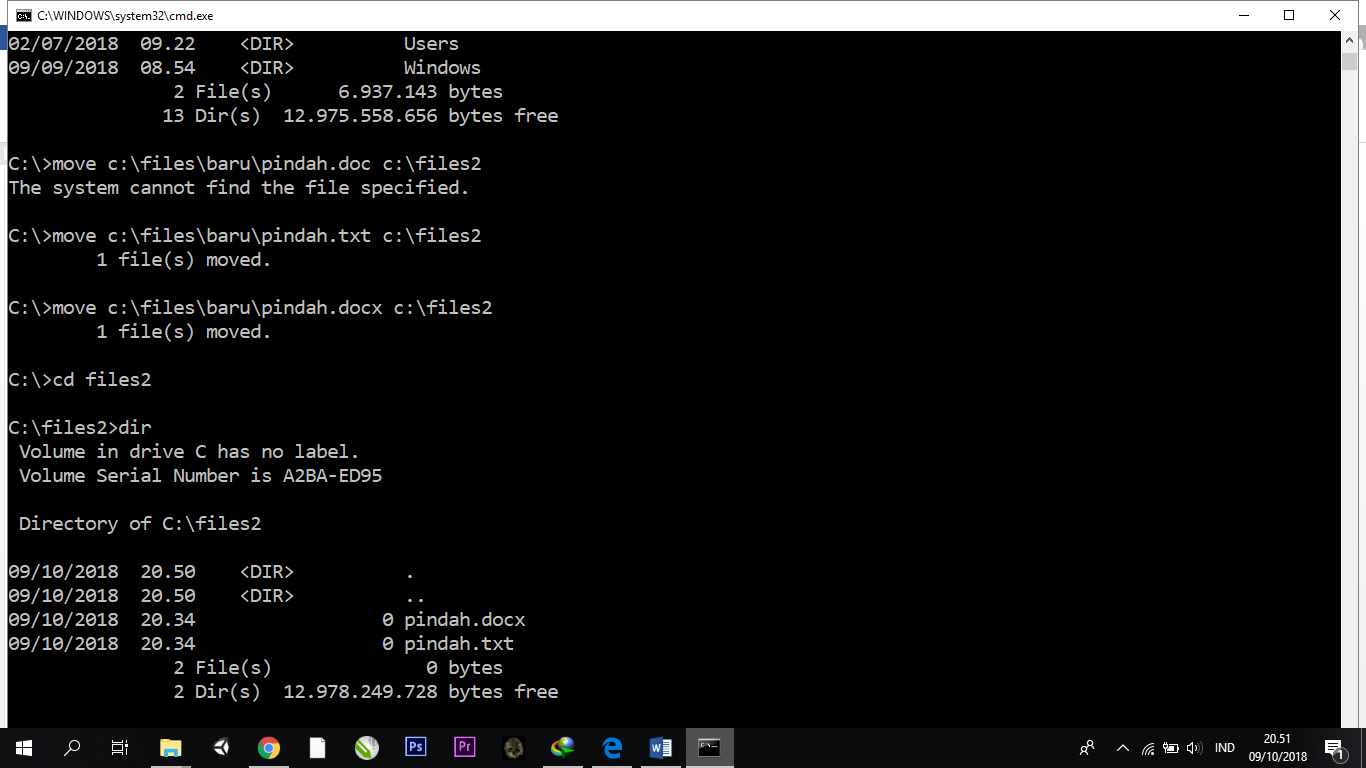 C:\WINDOWS\system32\cmd.exe
02/07/2018  09.22    <DIR>          Users
09/09/2018  08.54    <DIR>          Windows
               2 File(s)      6.937.143 bytes
              13 Dir(s)  12.975.558.656 bytes free
C:\>move c:\files\baru\pindah.doc c:\files2
The system cannot find the file specified.
C:\>move c:\files\baru\pindah.txt c:\files2
        1 file(s) moved.
C:\>move c:\files\baru\pindah.docx c:\files2
        1 file(s) moved.
C:\>cd files2
C:\files2>dir
 Volume in drive C has no label.
 Volume Serial Number is A2BA-ED95
 Directory of C:\files2
09/10/2018  20.50    <DIR>          .
09/10/2018  20.50    <DIR>          ..
09/10/2018  20.34                 0 pindah.docx
09/10/2018  20.34                 0 pindah.txt
               2 File(s)              0 bytes
               2 Dir(s)  12.978.249.728 bytes free
Ps
Pr
IND
20.51
09/10/2018
1